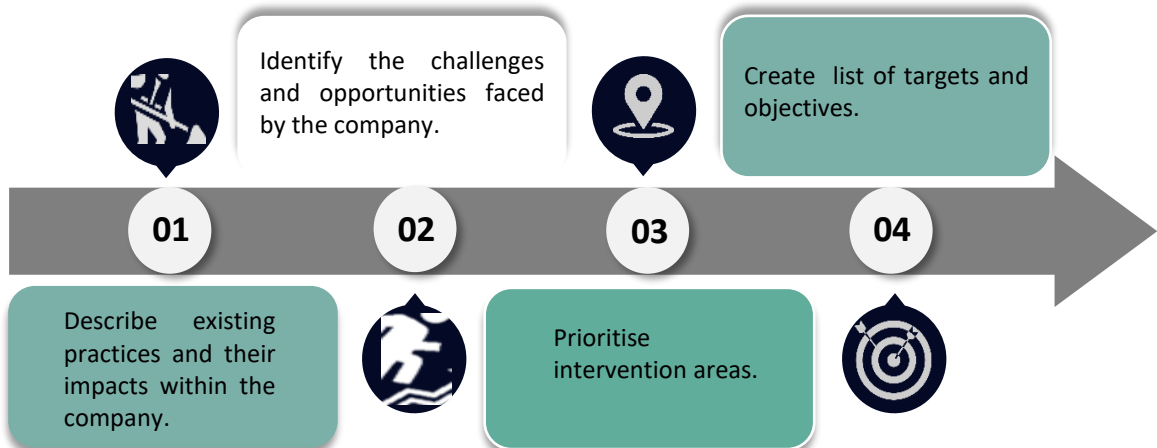 Identify the challenges
and opportunities faced
by the company.
Create list of targets and
objectives.
01
02
03
04
Describe existing
practices and their
impacts within the
company.
Prioritise
intervention areas.